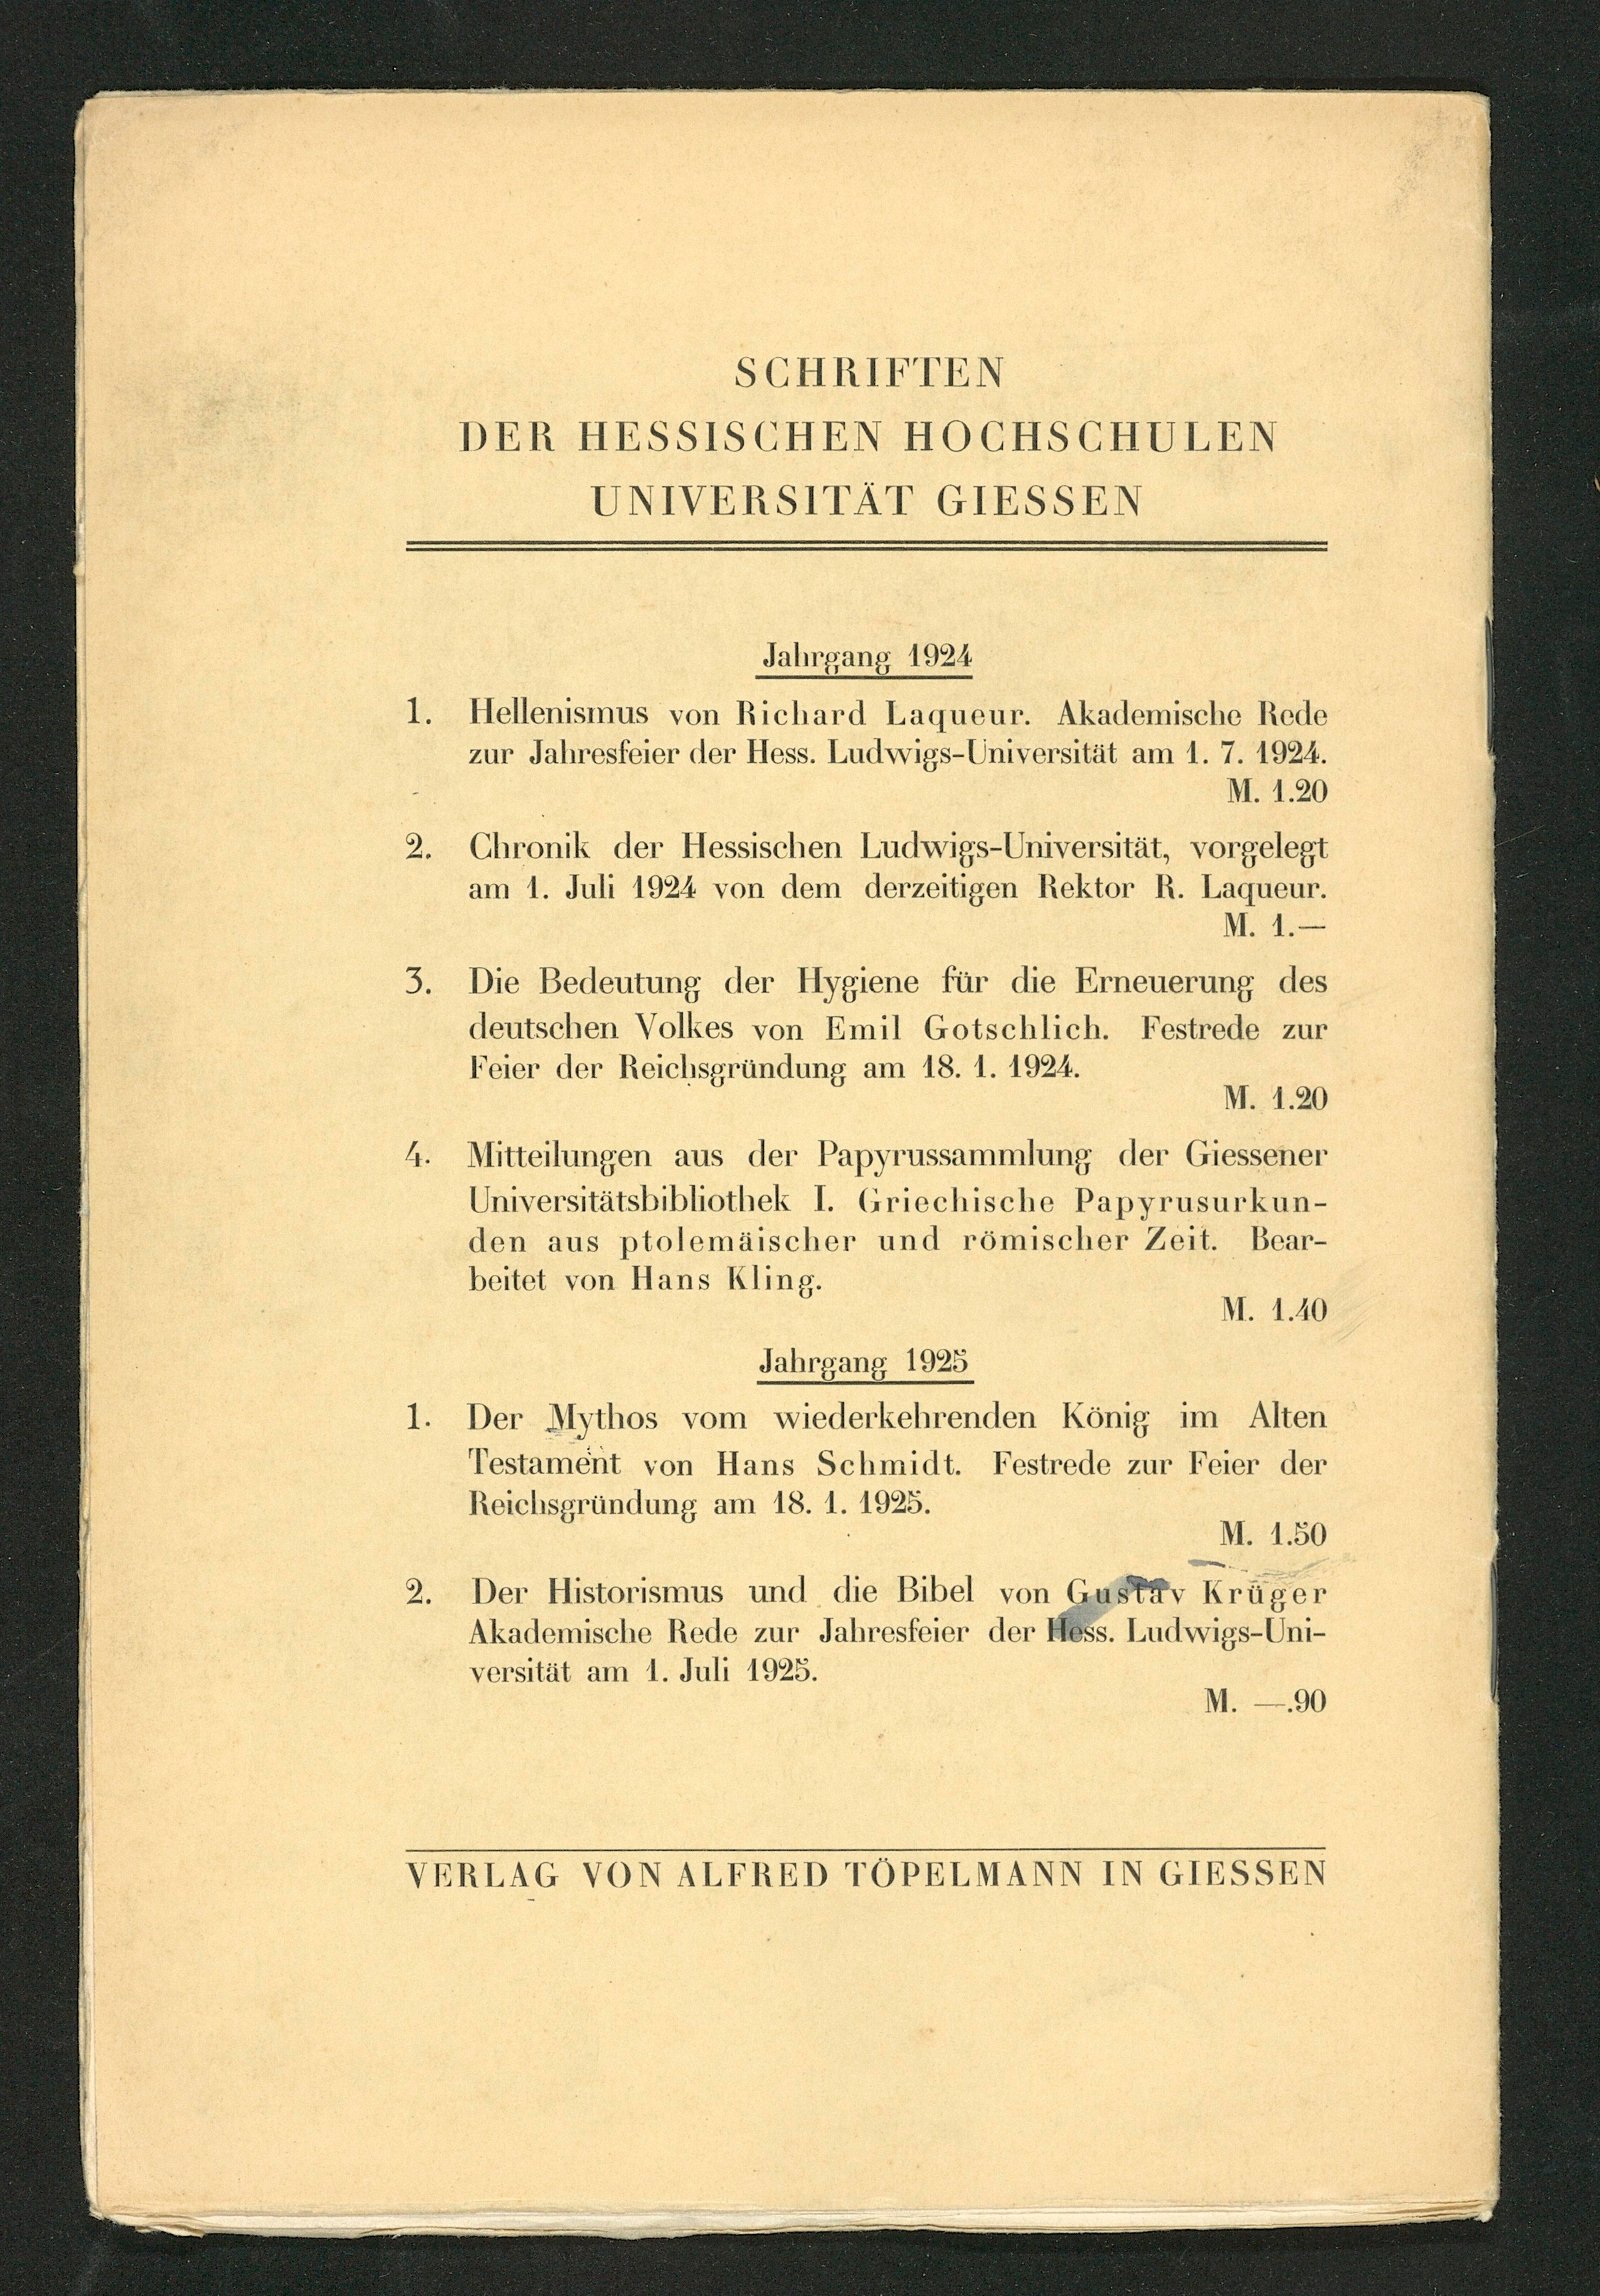 SCHRIFTEN
DER HESSISCHEN HOCHSCHULEN
UNIVERSITÄT GIESSEN
Jahrgang 1924
1. Hellenismus von Richard Laqueur. Akademische Rede
zur Jahresfeier der Hess. Ludwigs-Universität am 1. 7. 1924.
M. 1.20
2. Chronik der Hessischen Ludwigs-Universität, vorgelegt
am 1. Juli 1924 von dem derzeitigen Rektor R. Laqueur.
M. 1.—
3. Die Bedeutung der Hygiene für die Erneuerung des
deutschen Volkes von Emil Gotschlich. Festrede zur
Feier der Reichsgründung am 18. 1. 1924.
M. 1.20
4. Mitteilungen aus der Papyrussammlung der Giessener
Universitätsbibliothek I. Griechische Papyrusurkun-
den aus ptolemäischer und römischer Zeit. Bear-
beitet von Hans Kling.
M. 1.40
Jahrgang 1925
1. Der Mythos vom wiederkehrenden König im Alten
Testament von Hans Schmidt. Festrede zur Feier der
Reichsgründung am 18. 1. 1925.
M. 1.50
2. Der Historismus und die Bibel von Gustav Krüger
Akademische Rede zur Jahresfeier der Hess. Ludwigs-Uni-
versität am 1. Juli 1925.
M. —.90
VERLAG VON ALFRED TÖPELMANN IN GIESSEN